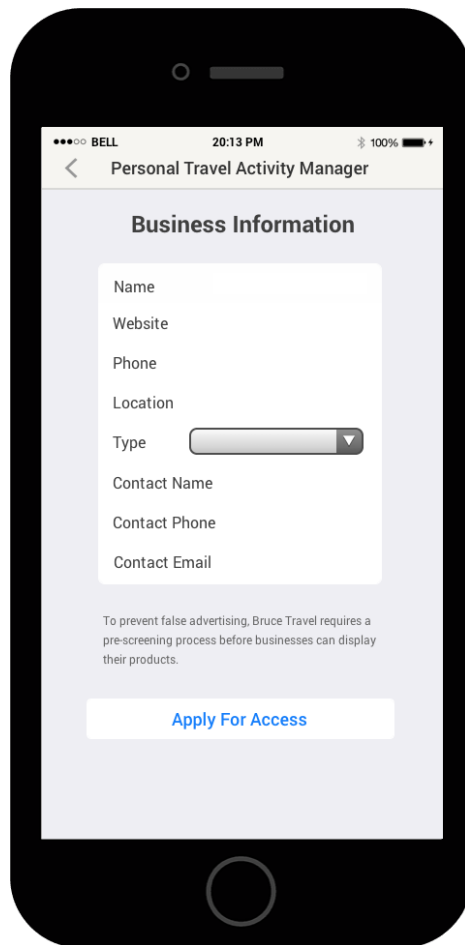 BELL 20:13 PM 100%
Personal Travel Activity Manager
Business Information
Name
Website
Phone
Location
Type
Contact Name
Contact Phone
Contact Email
To prevent false advertising, Bruce Travel requires a
pre-screening process before businesses can display
their products.
Apply For Access